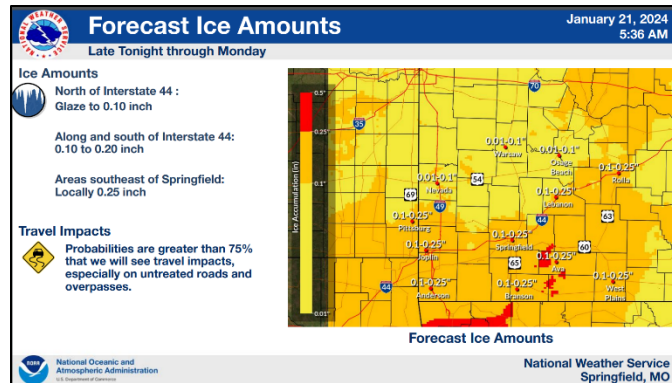 NATIONAL WEATHER SERVICE
Forecast Ice Amounts
January 21, 2024
5:36 AM
Late Tonight through Monday
Ice Amounts
North of Interstate 44 :
Glaze to 0.10 inch
Along and south of Interstate 44:
0.10 to 0.20 inch
Areas southeast of Springfield:
Locally 0.25 inch
Travel Impacts
Probabilities are greater than 75%
that we will see travel impacts,
especially on untreated roads and
overpasses.
Ice Accumulation (in)
0.5"
0.25"
0.1"
0.01"
70
35
0.01-0.1"
Warsaw
0.01-0.1"
Osage
Beach
0.1-0.25"
Rolla
0.01-0.1"
Nevada
54
69
49
0.1-0.25"
Lebanon
0.1-0.25"
Pittsburg
44
63
0.1-0.25"
Springfield
0.1-0.25"
Joplin
60
65
0.1-0.25"
Ava
44
0.1-0.25"
Anderson
0.1-0.25"
Branson
0.1-0.25"
West
Plains
Forecast Ice Amounts
NOAA
National Oceanic and
Atmospheric Administration
U.S. Department of Commerce
National Weather Service
Springfield, MO